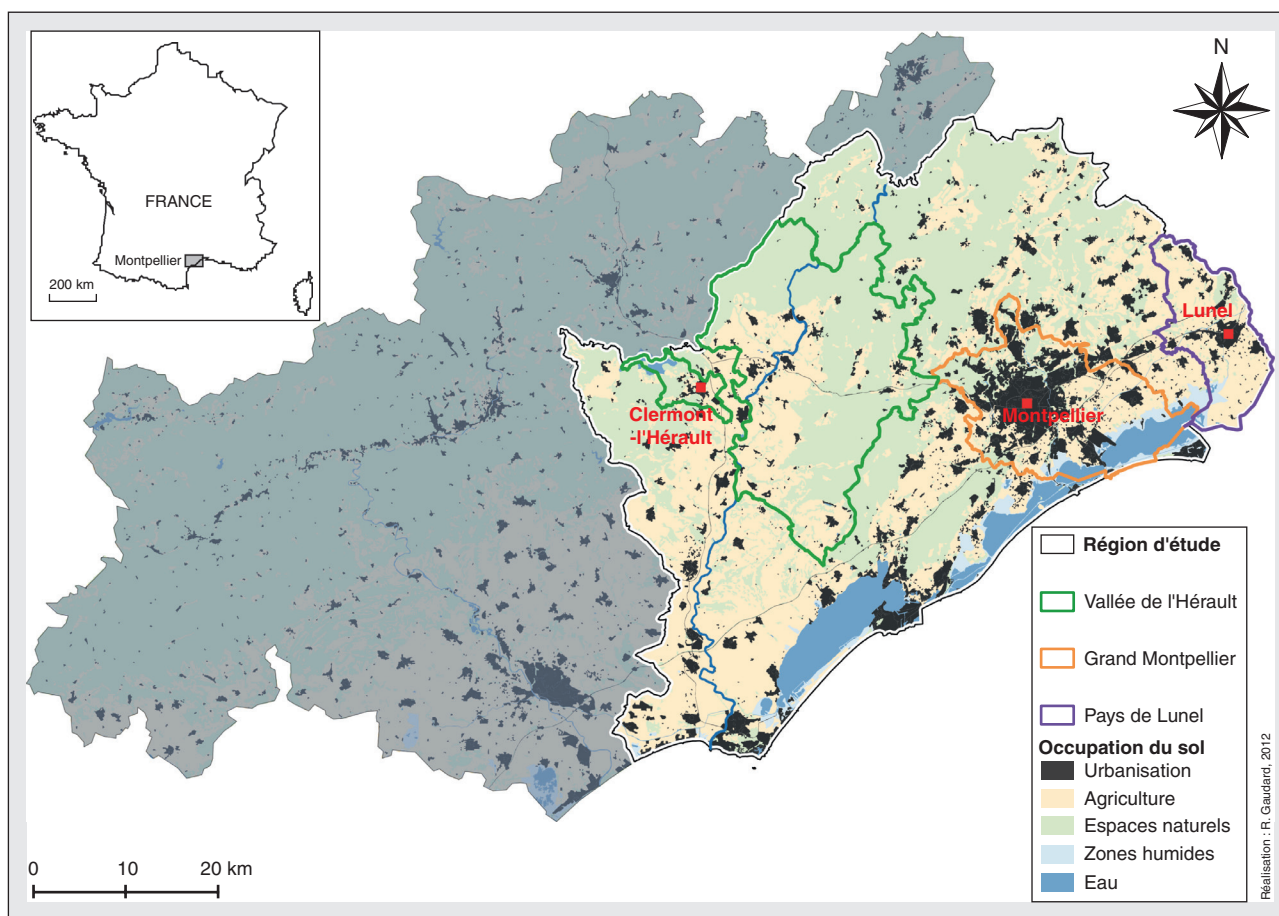 FRANCE
Montpellier
200 km
N
Lunel
Clermont
-l'Hérault
Montpellier
Région d'étude
Vallée de l'Hérault
Grand Montpellier
Pays de Lunel
Occupation du sol
Urbanisation
Agriculture
Espaces naturels
Zones humides
Eau
0 10 20 km
Réalisation : R. Gaudard, 2012